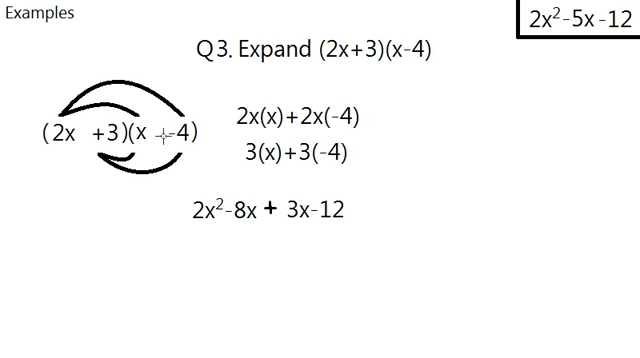 Examples
2x²-5x-12
Q3. Expand (2x+3)(x-4)
(2x +3)(x +-4)
2x(x)+2x(-4)
3(x)+3(-4)
2x²-8x + 3x-12